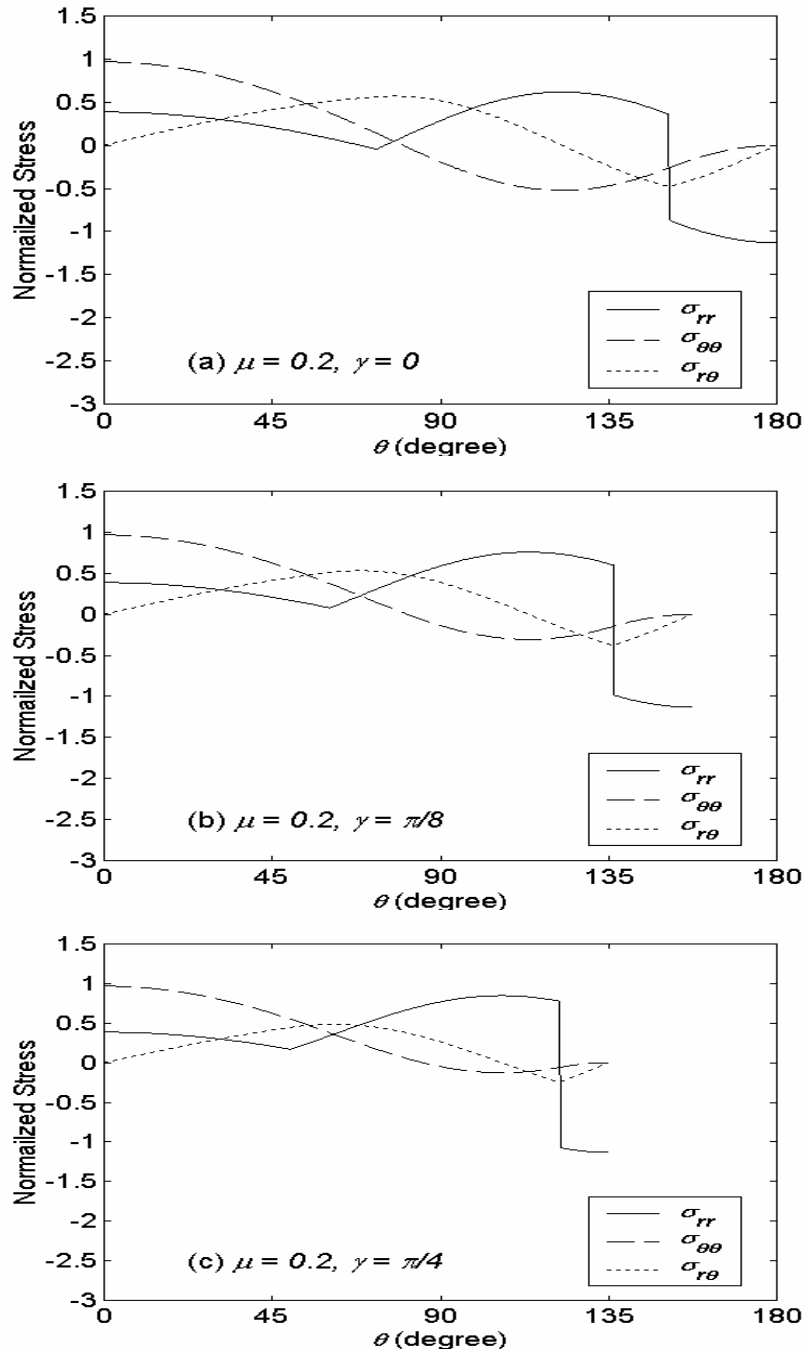 1.5
1
0.5
0
-0.5
-1
-1.5
-2
-2.5
-3
Normailzed Stress
σrr
σθθ
σrθ
(a) μ = 0.2, γ = 0
0 45 90 135 180
θ (degree)
1.5
1
0.5
0
-0.5
-1
-1.5
-2
-2.5
-3
Normailzed Stress
σrr
σθθ
σrθ
(b) μ = 0.2, γ = π/8
0 45 90 135 180
θ (degree)
1.5
1
0.5
0
-0.5
-1
-1.5
-2
-2.5
-3
Normailzed Stress
σrr
σθθ
σrθ
(c) μ = 0.2, γ = π/4
0 45 90 135 180
θ (degree)